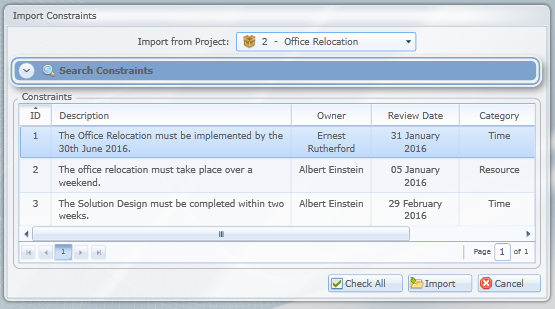 Import Constraints
Import from Project: 2 - Office Relocation
Search Constraints
Constraints
ID Description Owner Review Date Category
1 The Office Relocation must be implemented by the 30th June 2016. Ernest Rutherford 31 January 2016 Time
2 The office relocation must take place over a weekend. Albert Einstein 05 January 2016 Resource
3 The Solution Design must be completed within two weeks. Albert Einstein 29 February 2016 Time
1 Page 1 of 1
Check All Import Cancel